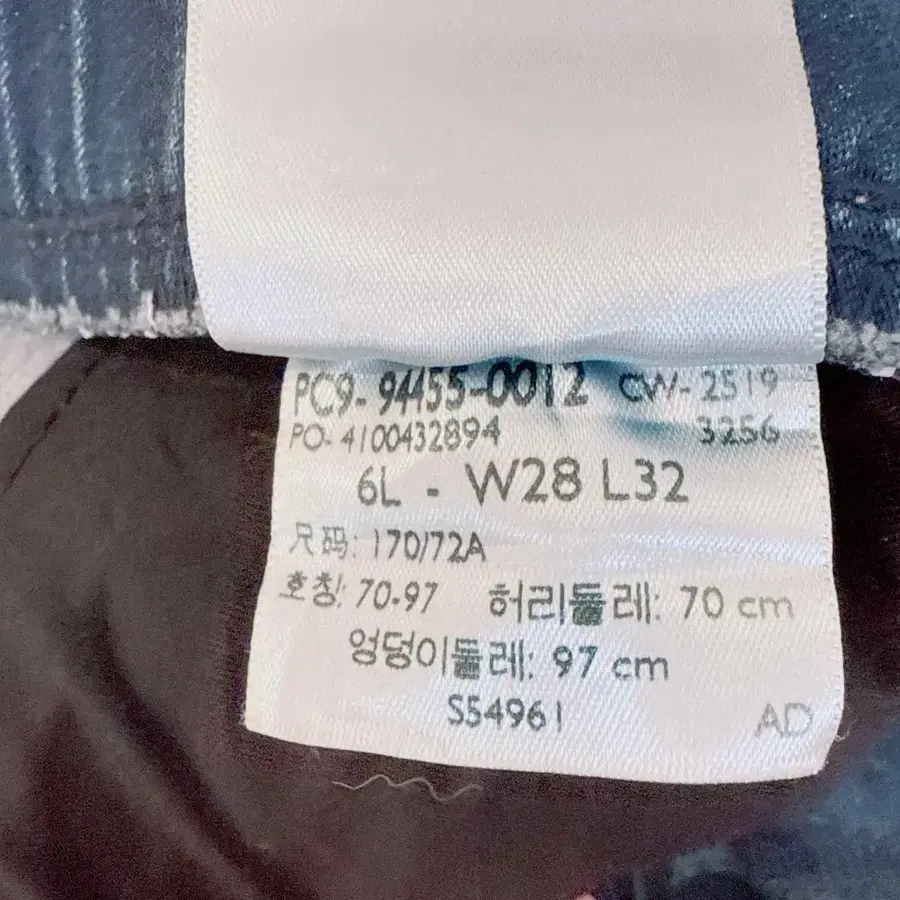 PC9-94455-0012 CW-2519
PO-4100432894 3256
6L - W28 L32
尺码: 170/72A
호칭: 70-97 허리둘레: 70 cm
엉덩이둘레: 97 cm
S54961 AD